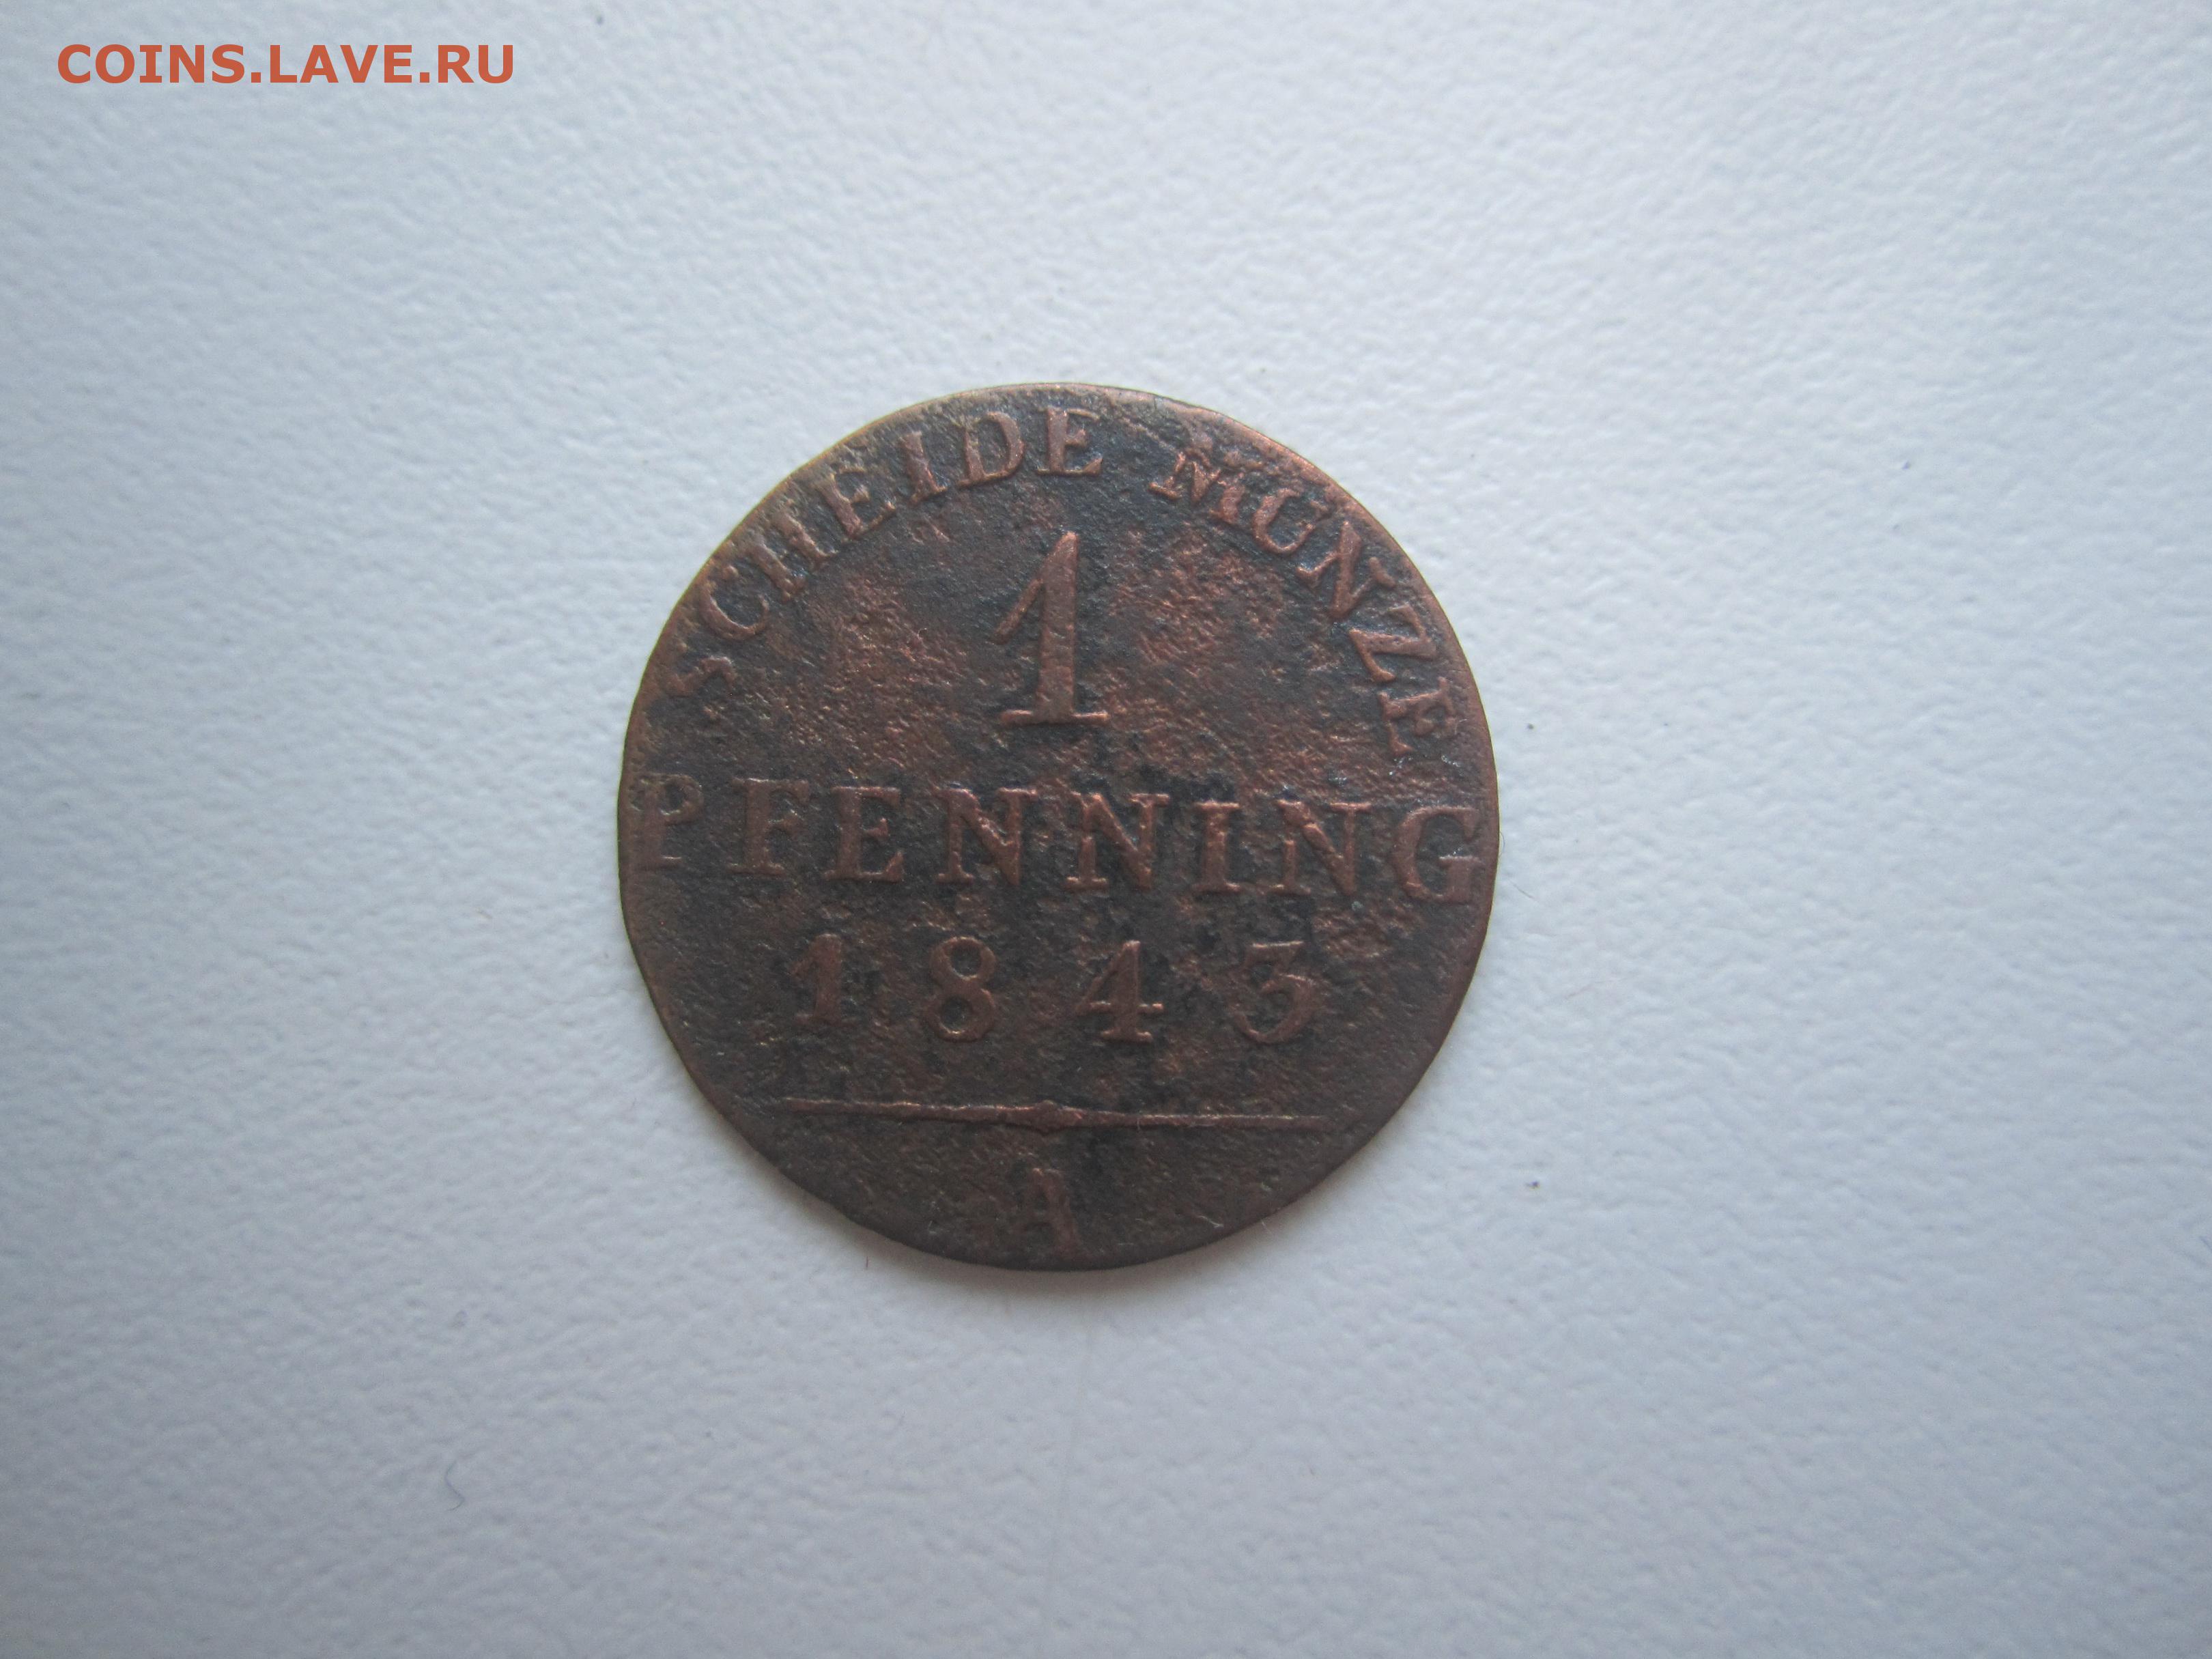 COINS.LAVE.RU
SCHEIDE MÜNZE
1
PFENNING
1843
A